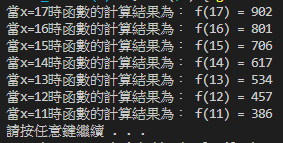 當x=17時函數的計算結果為： f(17) = 902
當x=16時函數的計算結果為： f(16) = 801
當x=15時函數的計算結果為： f(15) = 706
當x=14時函數的計算結果為： f(14) = 617
當x=13時函數的計算結果為： f(13) = 534
當x=12時函數的計算結果為： f(12) = 457
當x=11時函數的計算結果為： f(11) = 386
請按任意鍵繼續 . . .